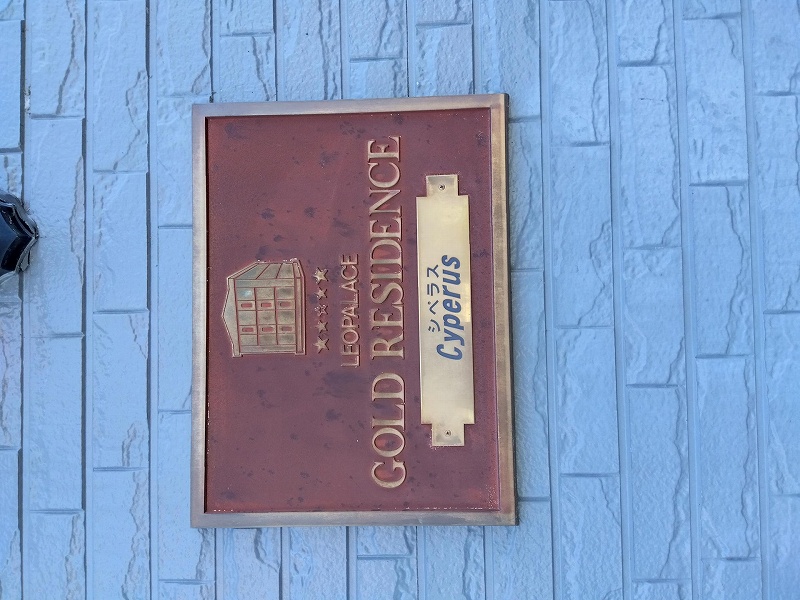 ★★★★★
LEOPALACE
GOLD RESIDENCE
シペラス
Cyperus